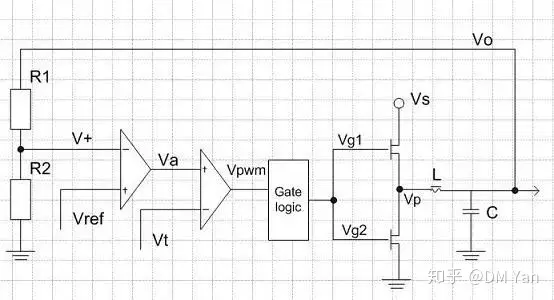 Vo
R1
Vs
V+
Vg1
Va
R2
Vpwm
L
Gate
logic
Vp
C
Vref
Vg2
Vt
知乎 @DM Yan